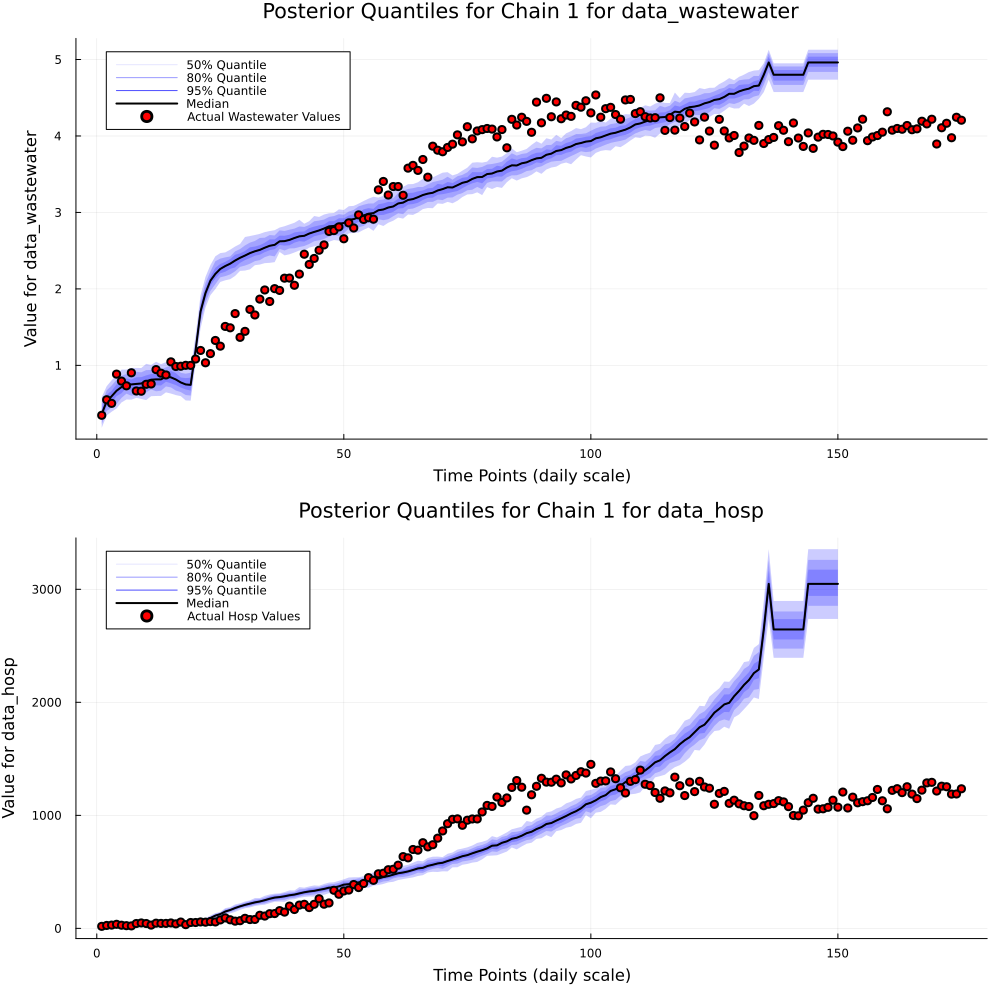 Posterior Quantiles for Chain 1 for data_wastewater
Value for data_wastewater
5
4
3
2
1
50% Quantile
80% Quantile
95% Quantile
Median
Actual Wastewater Values
0
50
100
150
Time Points (daily scale)
Posterior Quantiles for Chain 1 for data_hosp
Value for data_hosp
3000
2000
1000
0
50% Quantile
80% Quantile
95% Quantile
Median
Actual Hosp Values
0
50
100
150
Time Points (daily scale)